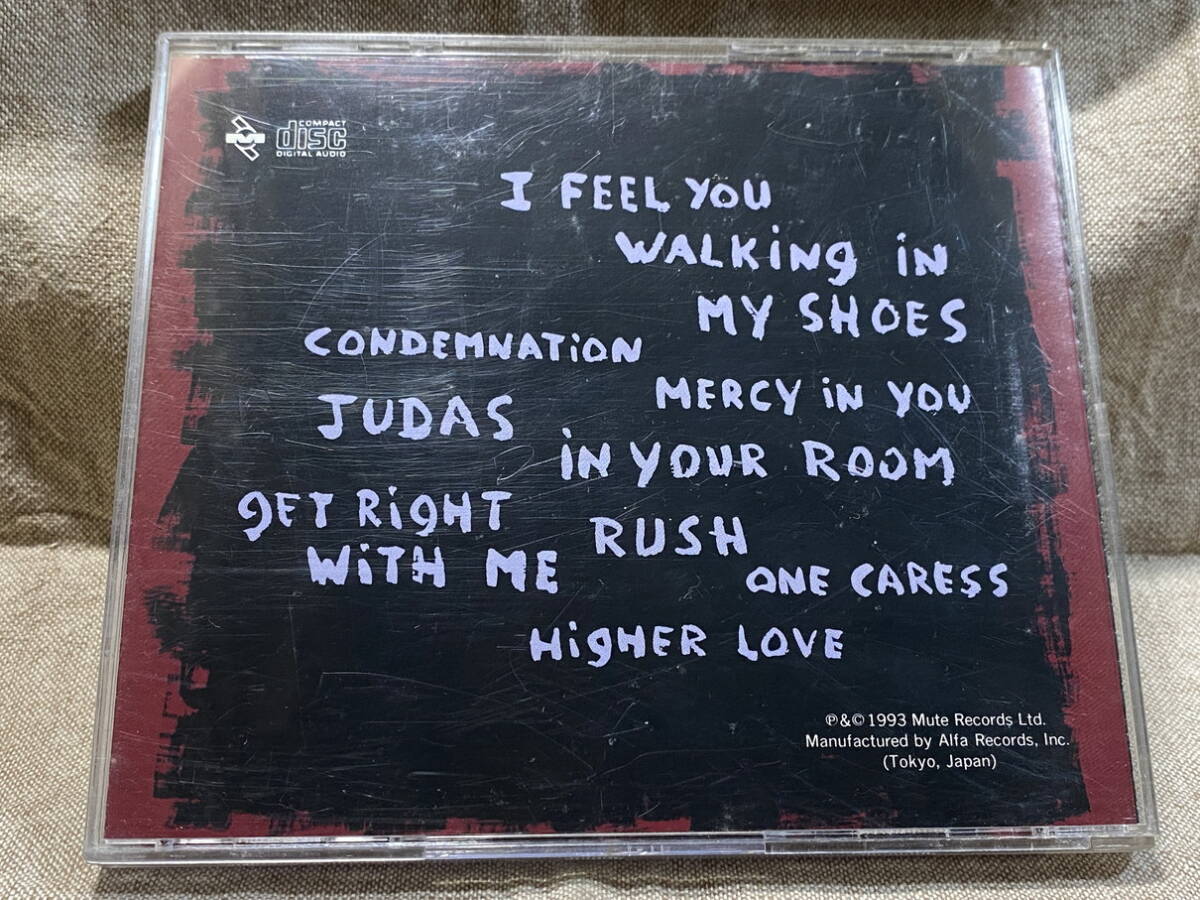 COMPACT
disc
DIGITAL AUDIO
I FEEL YOU
WALKiNg iN
MY SHOES
CONDEMNATiON
MERCY iN YOU
JUDAS
iN YOUR ROOM
gET RigHT
WiTH ME
RUSH
ONE CARESS
HigHER LOVE
℗&© 1993 Mute Records Ltd.
Manufactured by Alfa Records, Inc.
(Tokyo, Japan)